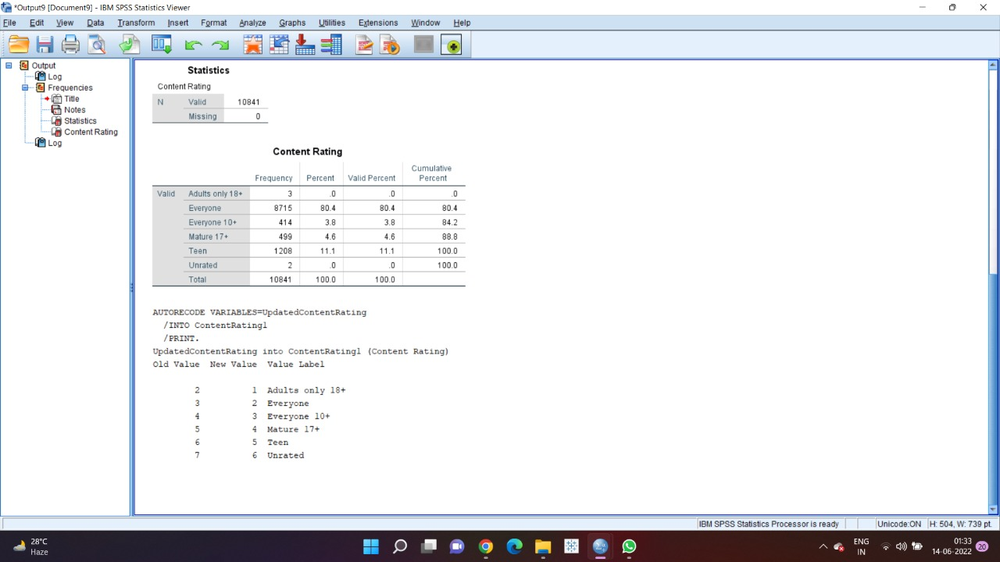 *Output9 [Document9] - IBM SPSS Statistics Viewer
File Edit View Data Transform Insert Format Analyze Graphs Utilities Extensions Window Help
Output
Log
Frequencies
Title
Notes
Statistics
Content Rating
Log
Statistics
Content Rating
N Valid 10841
Missing 0
Content Rating
Frequency Percent Valid Percent Cumulative Percent
Valid Adults only 18+ 3 .0 .0 .0
Everyone 8715 80.4 80.4 80.4
Everyone 10+ 414 3.8 3.8 84.2
Mature 17+ 499 4.6 4.6 88.8
Teen 1208 11.1 11.1 100.0
Unrated 2 .0 .0 100.0
Total 10841 100.0 100.0
AUTORECODE VARIABLES=UpdatedContentRating
/INTO ContentRating1
/PRINT.
UpdatedContentRating into ContentRating1 (Content Rating)
Old Value New Value Value Label
2 1 Adults only 18+
3 2 Everyone
4 3 Everyone 10+
5 4 Mature 17+
6 5 Teen
7 6 Unrated
IBM SPSS Statistics Processor is ready Unicode:ON H: 504, W: 739 pt.
28°C
Haze
ENG
IN
01:33
14-06-2022
20